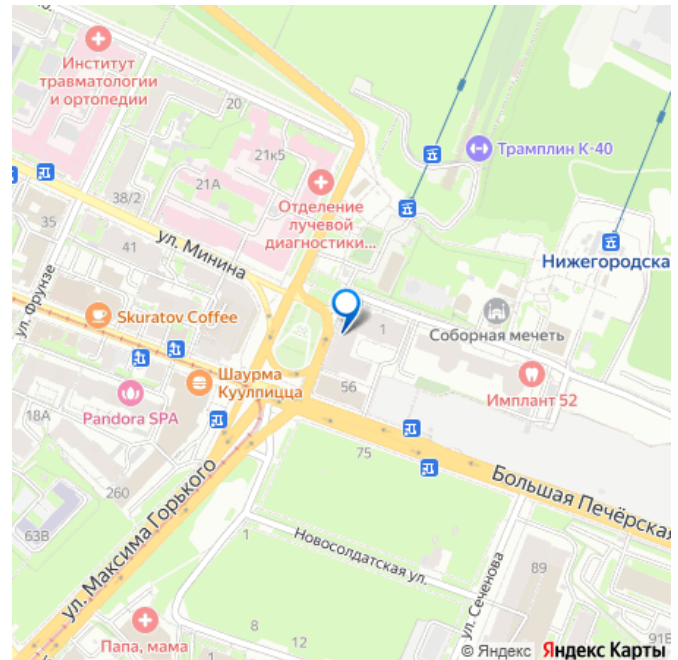 Институт
травматологии
и ортопедии
20
21к5
21А
Трамплин К-40
Отделение
лучевой
диагностики...
38/2
35
41
ул. Минина
ул. Фрунзе
Нижегородска
Skuratov Coffee
1
Соборная мечеть
Шаурма
Куулпицца
56
Имплант 52
Pandora SPA
18А
75
Большая Печёрская
260
ул. Максима Горького
63В
1
Новосолдатская ул.
ул. Сеченова
89
8
12
Папа, мама
91В
© Яндекс Яндекс Карты